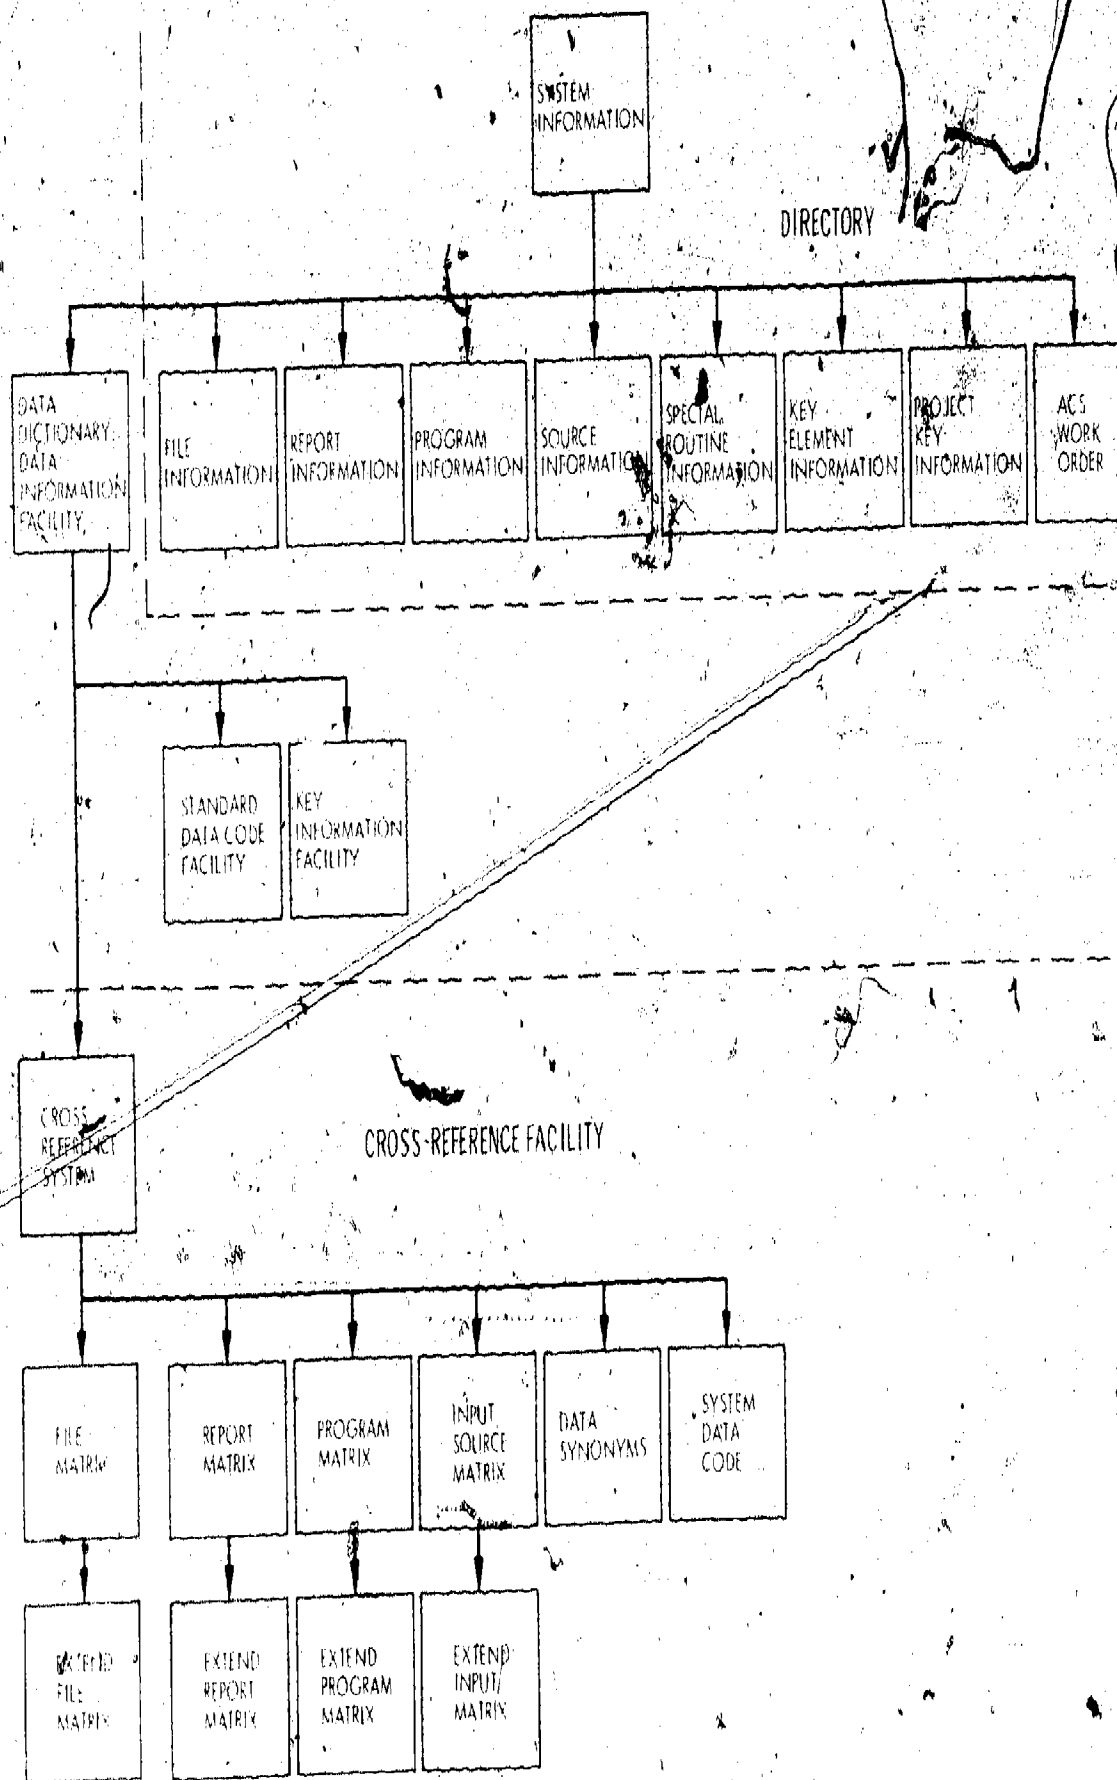 SYSTEM
INFORMATION
DIRECTORY
DATA
DICTIONARY
DATA
INFORMATION
FACILITY
FILE
INFORMATION
REPORT
INFORMATION
PROGRAM
INFORMATION
SOURCE
INFORMATION
SPECIAL
ROUTINE
INFORMATION
KEY
ELEMENT
INFORMATION
PROJECT
KEY
INFORMATION
ACS
WORK
ORDER
STANDARD
DATA CODE
FACILITY
KEY
INFORMATION
FACILITY
CROSS
REFERENCE
SYSTEM
CROSS-REFERENCE FACILITY
FILE
MATRIX
REPORT
MATRIX
PROGRAM
MATRIX
INPUT
SOURCE
MATRIX
DATA
SYNONYMS
SYSTEM
DATA
CODE
EXTEND
FILE
MATRIX
EXTEND
REPORT
MATRIX
EXTEND
PROGRAM
MATRIX
EXTEND
INPUT/
MATRIX